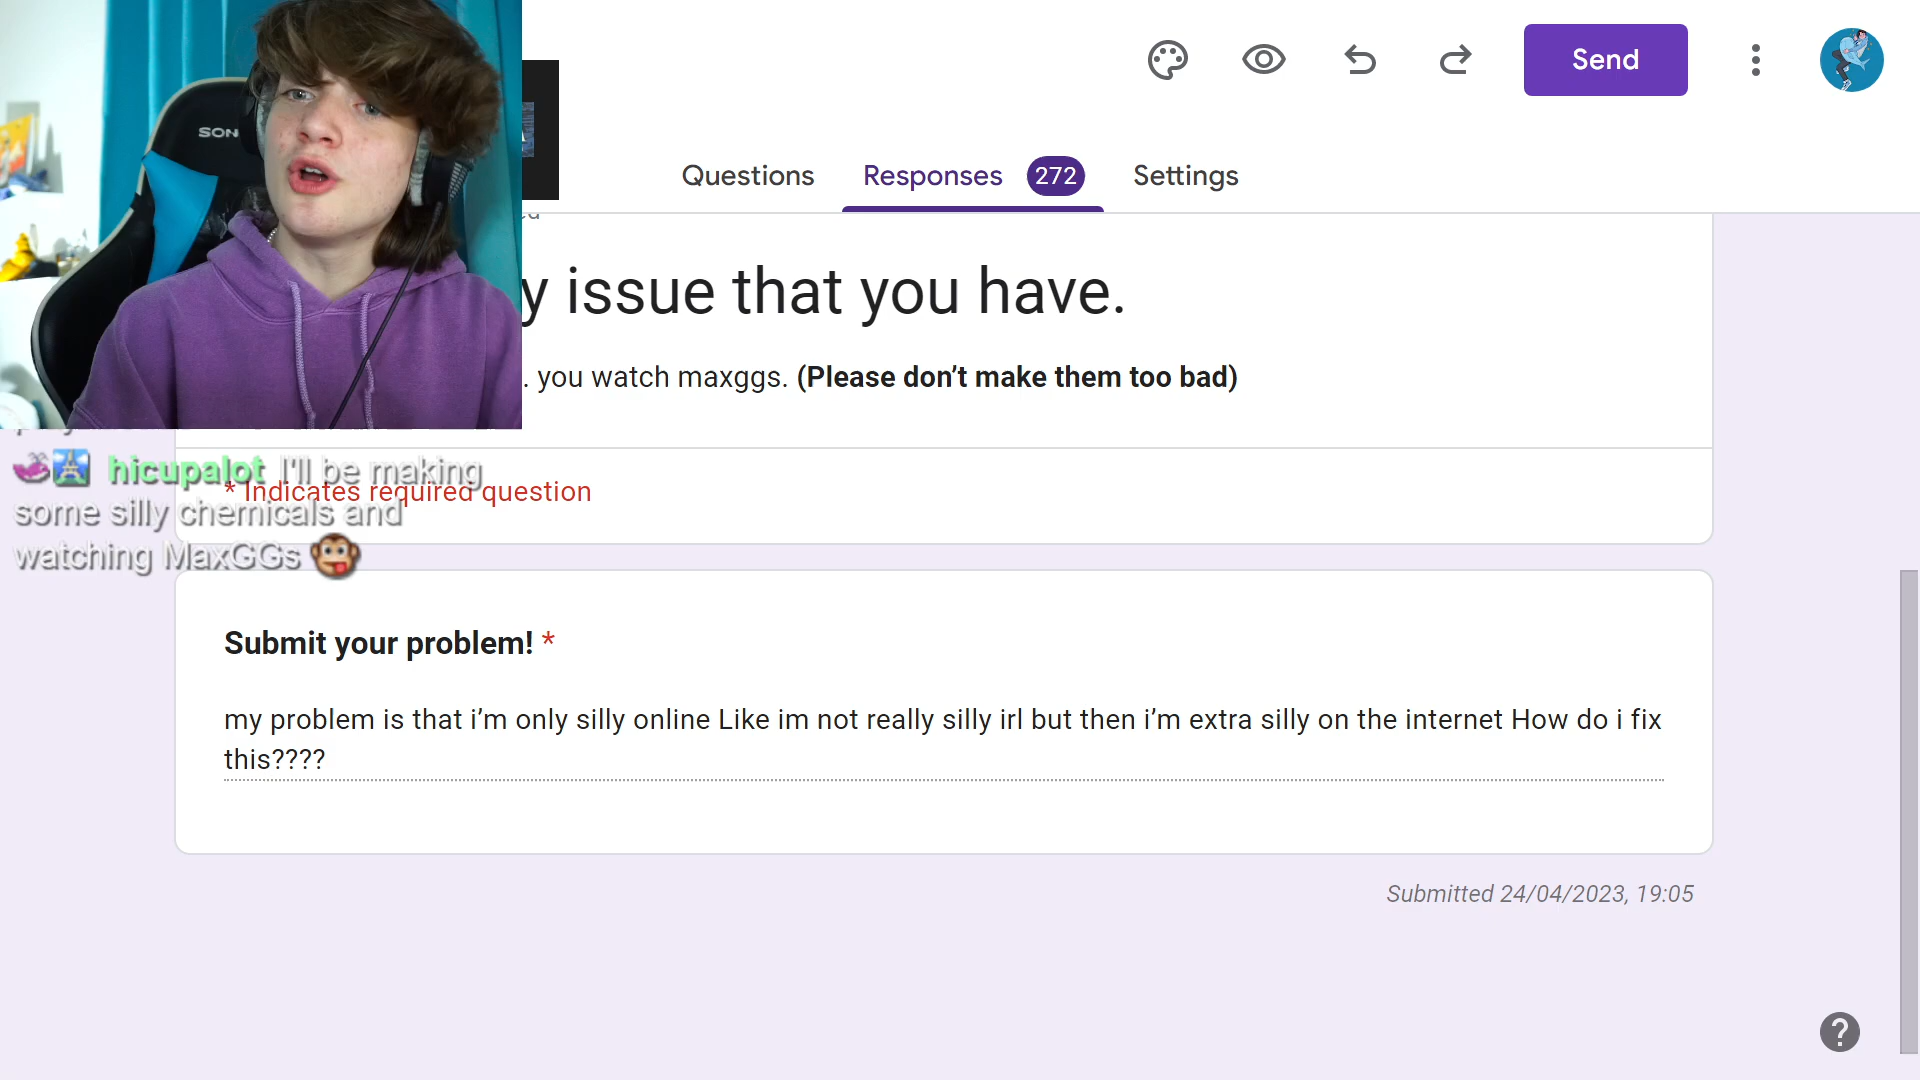 SON
Send
Questions Responses 272 Settings
y issue that you have.
. you watch maxggs. (Please don’t make them too bad)
hicupalot I'll be making
some silly chemicals and
watching MaxGGs
* Indicates required question
Submit your problem! *
my problem is that i’m only silly online Like im not really silly irl but then i’m extra silly on the internet How do i fix
this????
Submitted 24/04/2023, 19:05